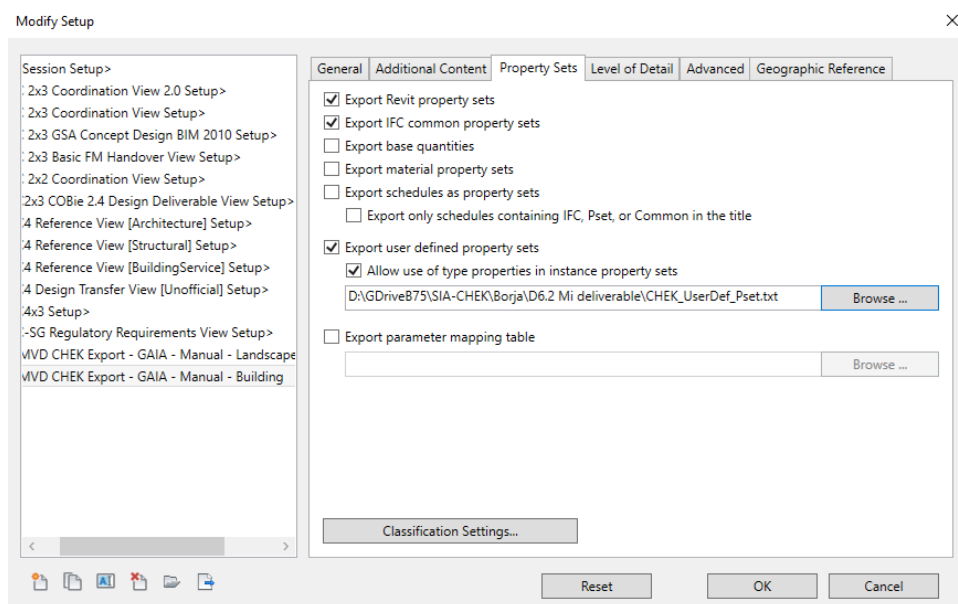 Modify Setup
Session Setup>
2x3 Coordination View 2.0 Setup>
2x3 Coordination View Setup>
2x3 GSA Concept Design BIM 2010 Setup>
2x3 Basic FM Handover View Setup>
2x2 Coordination View Setup>
2x3 COBie 2.4 Design Deliverable View Setup>
4 Reference View [Architecture] Setup>
4 Reference View [Structural] Setup>
4 Reference View [BuildingService] Setup>
4 Design Transfer View [Unofficial] Setup>
4x3 Setup>
-SG Regulatory Requirements View Setup>
MVD CHEK Export - GAIA - Manual - Landscape
MVD CHEK Export - GAIA - Manual - Building
General Additional Content Property Sets Level of Detail Advanced Geographic Reference
Export Revit property sets
Export IFC common property sets
Export base quantities
Export material property sets
Export schedules as property sets
Export only schedules containing IFC, Pset, or Common in the title
Export user defined property sets
Allow use of type properties in instance property sets
D:\GDriveB75\SIA-CHEK\Borja\D6.2 Mi deliverable\CHEK_UserDef_Pset.txt Browse ...
Export parameter mapping table
Browse ...
Classification Settings...
Reset OK Cancel